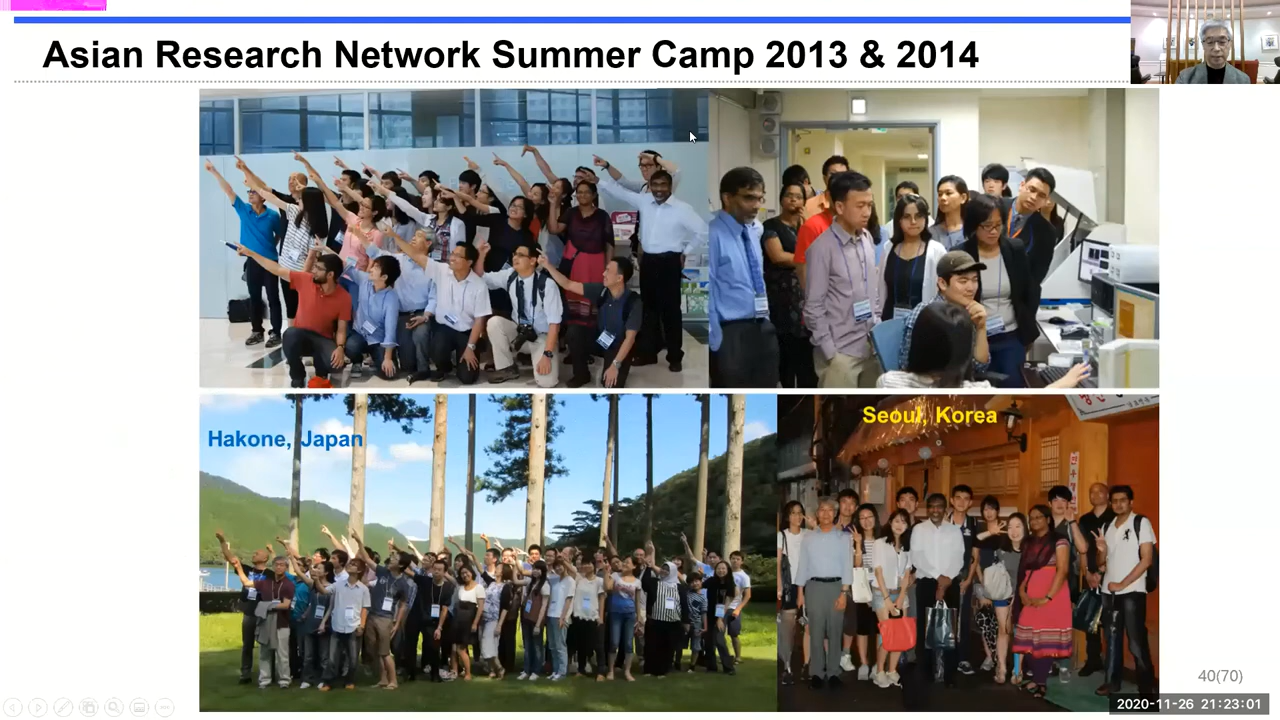 Asian Research Network Summer Camp 2013 & 2014
Hakone, Japan
Seoul, Korea
40(70)
2020-11-26 21:23:01